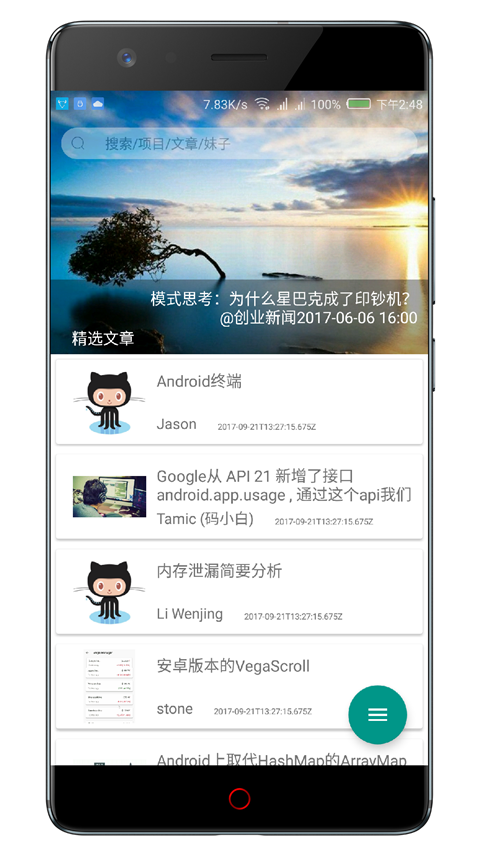 7.83K/s 100% 下午2:48
搜索/项目/文章/妹子
模式思考：为什么星巴克成了印钞机？
@创业新闻2017-06-06 16:00
精选文章
Android终端
Jason 2017-09-21T13:27:15.675Z
Google从 API 21 新增了接口
android.app.usage , 通过这个api我们
Tamic (码小白) 2017-09-21T13:27:15.675Z
内存泄漏简要分析
Li Wenjing 2017-09-21T13:27:15.675Z
安卓版本的VegaScroll
stone 2017-09-21T13:27:15.675Z
Android上取代HashMap的ArrayMap